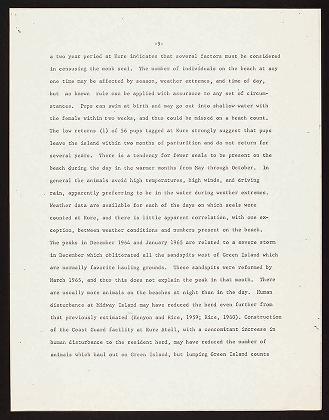 -9-
a two year period at Kure indicates that several factors must be considered
in censusing the monk seal. The number of individuals on the beach at any
one time may be affected by season, weather extremes, and time of day,
but no known rule can be applied with assurance to any set of circum-
stances. Pups can swim at birth and may go out into shallow water with
the female within two weeks, and thus could be missed on a beach count.
The low returns (1) of 56 pups tagged at Kure strongly suggest that pups
leave the island within two months of parturition and do not return for
several years. There is a tendency for fewer seals to be present on the
beach during the day in the warmer months from May through October. In
general the animals avoid high temperatures, high winds, and driving
rain, apparently preferring to be in the water during weather extremes.
Weather data are available for each of the days on which seals were
counted at Kure, and there is little apparent correlation, with one ex-
ception, between weather conditions and numbers present on the beach.
The peaks in December 1964 and January 1965 are related to a severe storm
in December which obliterated all the sandspits west of Green Island which
are normally favorite hauling grounds. These sandspits were reformed by
March 1965, and thus this does not explain the peak in that month. There
are usually more animals on the beaches at night than in the day. Human
disturbance at Midway Island may have reduced the herd even further from
that previously estimated (Kenyon and Rice, 1959; Rice, 1960). Construction
of the Coast Guard facility at Kure Atoll, with a concomitant increase in
human disturbance to the resident herd, may have reduced the number of
animals which haul out on Green Island, but lumping Green Island counts